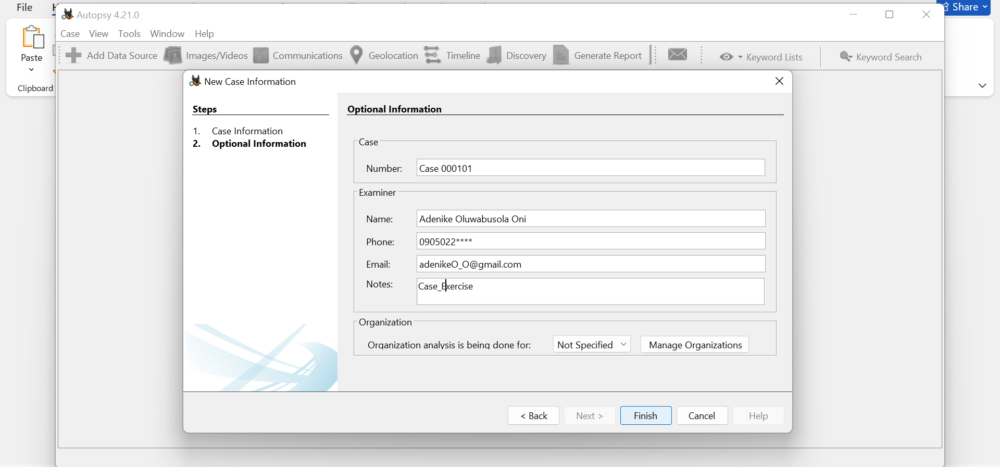 File
Share
Paste
Clipboard
Autopsy 4.21.0
Case View Tools Window Help
Add Data Source Images/Videos Communications Geolocation Timeline Discovery Generate Report Keyword Lists Keyword Search
New Case Information
Steps
1. Case Information
2. Optional Information
Optional Information
Case
Number: Case 000101
Examiner
Name: Adenike Oluwabusola Oni
Phone: 0905022****
Email: adenikeO_O@gmail.com
Notes: Case_Exercise
Organization
Organization analysis is being done for: Not Specified Manage Organizations
< Back Next > Finish Cancel Help